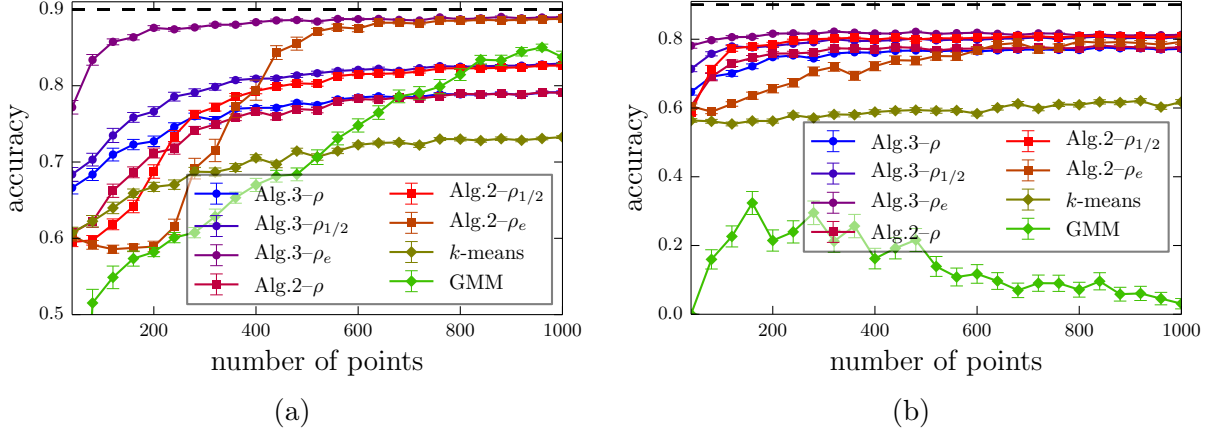 0.9
0.8
0.7
0.6
0.5
accuracy
200
400
600
800
1000
number of points
Alg.3–ρ
Alg.3–ρ1/2
Alg.3–ρe
Alg.2–ρ
Alg.2–ρ1/2
Alg.2–ρe
k-means
GMM
(a)
0.8
0.6
0.4
0.2
0.0
accuracy
200
400
600
800
1000
number of points
Alg.3–ρ
Alg.3–ρ1/2
Alg.3–ρe
Alg.2–ρ
Alg.2–ρ1/2
Alg.2–ρe
k-means
GMM
(b)